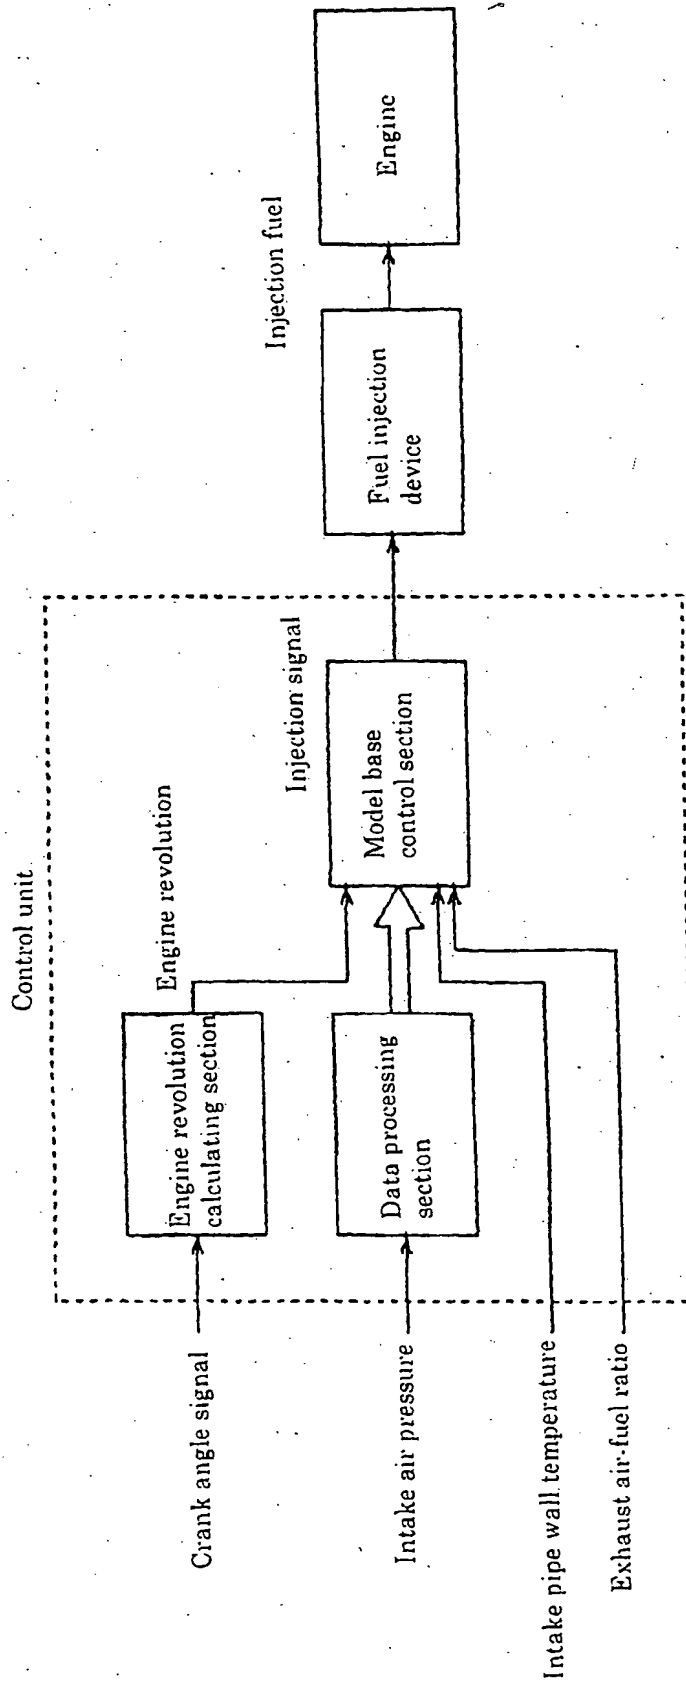 Control unit
Crank angle signal
Engine revolution
calculating section
Engine revolution
Intake air pressure
Data processing
section
Intake pipe wall temperature
Exhaust air-fuel ratio
Model base
control section
Injection signal
Fuel injection
device
Injection fuel
Engine